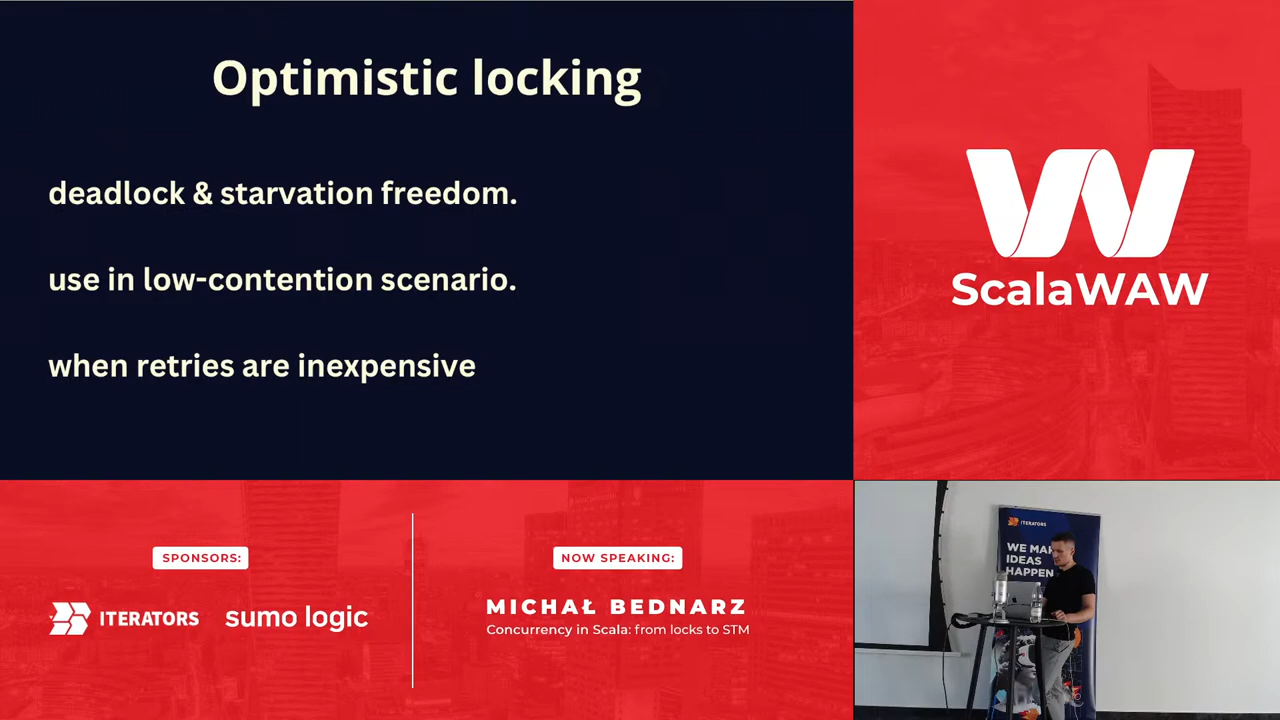 Optimistic locking
deadlock & starvation freedom.
use in low-contention scenario.
when retries are inexpensive
ScalaWAW
SPONSORS:
ITERATORS
sumo logic
NOW SPEAKING:
MICHAŁ BEDNARZ
Concurrency in Scala: from locks to STM
ITERATORS
WE MAK
IDEAS
HAPPEN